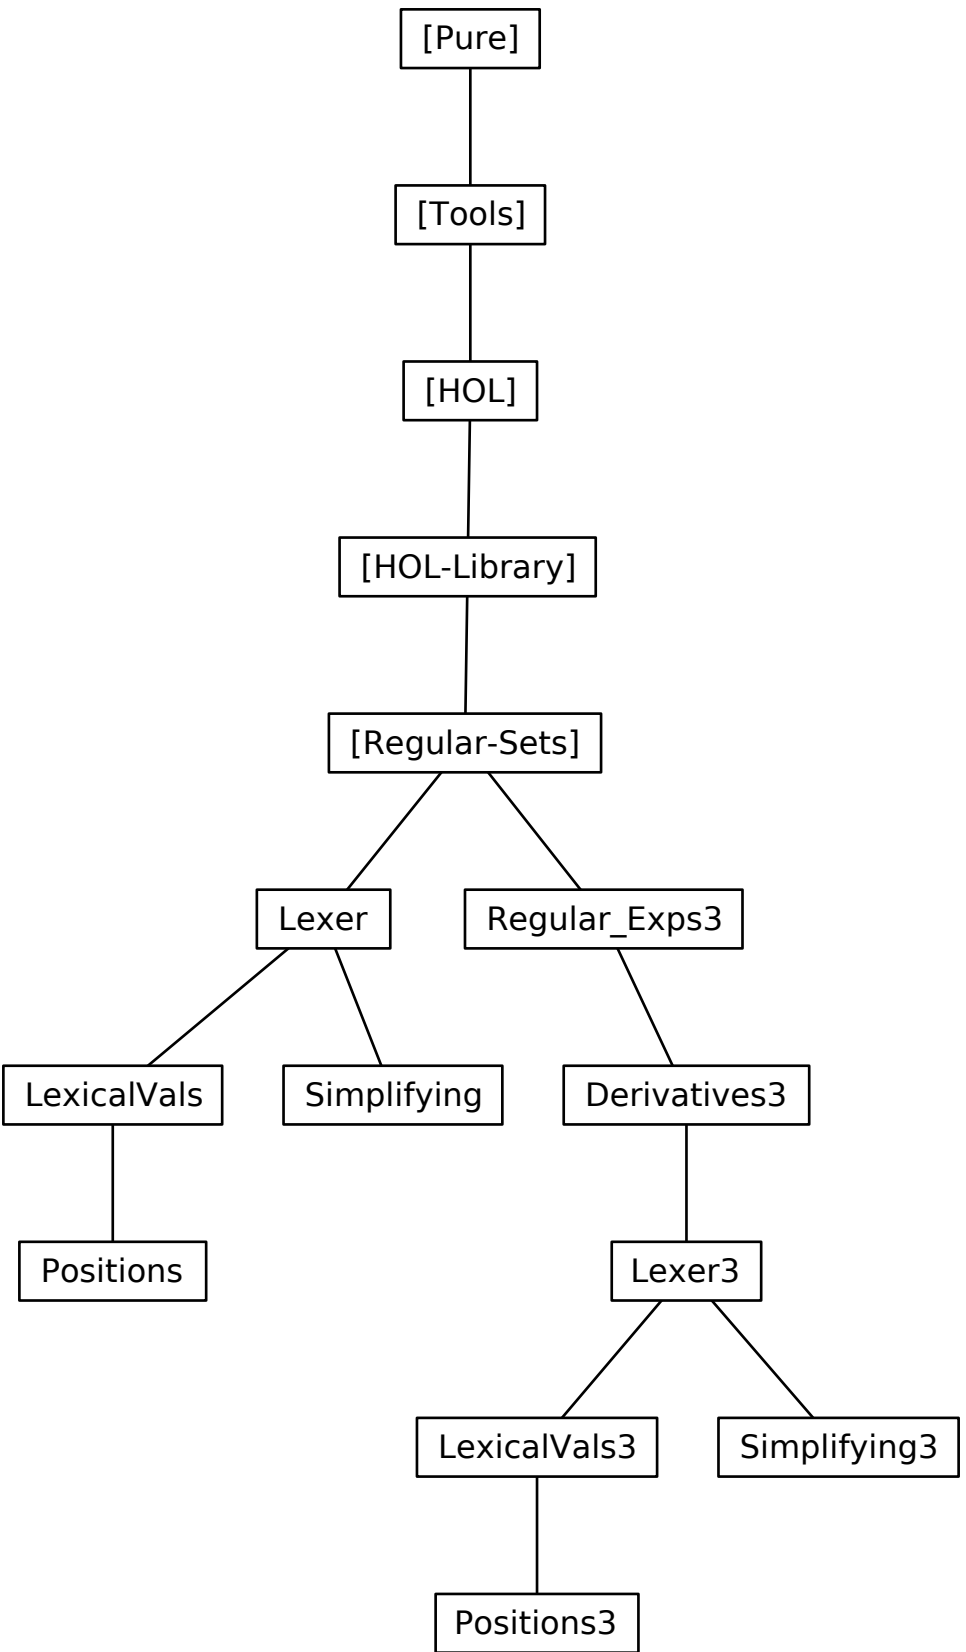 [Pure]
[Tools]
[HOL]
[HOL-Library]
[Regular-Sets]
Lexer
Regular_Exps3
LexicalVals
Simplifying
Derivatives3
Positions
Lexer3
LexicalVals3
Simplifying3
Positions3